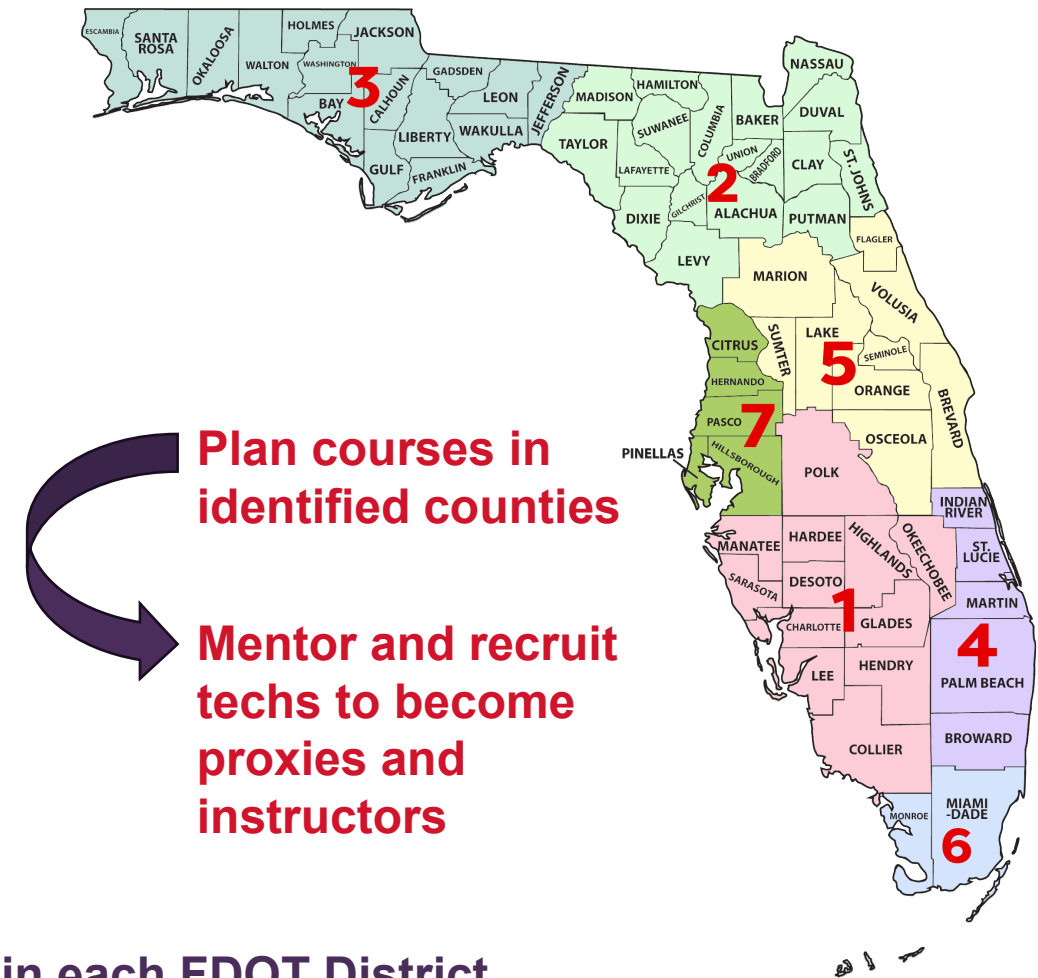 ESCAMBIA
SANTA
ROSA
OKALOOSA
WALTON
HOLMES
WASHINGTON
JACKSON
BAY
3
CALHOUN
GULF
LIBERTY
GADSDEN
FRANKLIN
LEON
WAKULLA
JEFFERSON
MADISON
TAYLOR
HAMILTON
SUWANEE
LAFAYETTE
DIXIE
COLUMBIA
GILCHRIST
LEVY
BAKER
UNION
BRADFORD
2
ALACHUA
NASSAU
DUVAL
CLAY
ST. JOHNS
PUTMAN
FLAGLER
MARION
VOLUSIA
CITRUS
SUMTER
LAKE
SEMINOLE
5
HERNANDO
ORANGE
BREVARD
PASCO
7
OSCEOLA
PINELLAS
HILLSBOROUGH
POLK
Plan courses in
identified counties
INDIAN
RIVER
MANATEE
HARDEE
HIGHLANDS
OKEECHOBEE
ST.
LUCIE
SARASOTA
DESOTO
1
MARTIN
CHARLOTTE
GLADES
4
LEE
HENDRY
PALM BEACH
COLLIER
BROWARD
Mentor and recruit
techs to become
proxies and
instructors
MONROE
MIAMI
-DADE
6
in each FDOT District